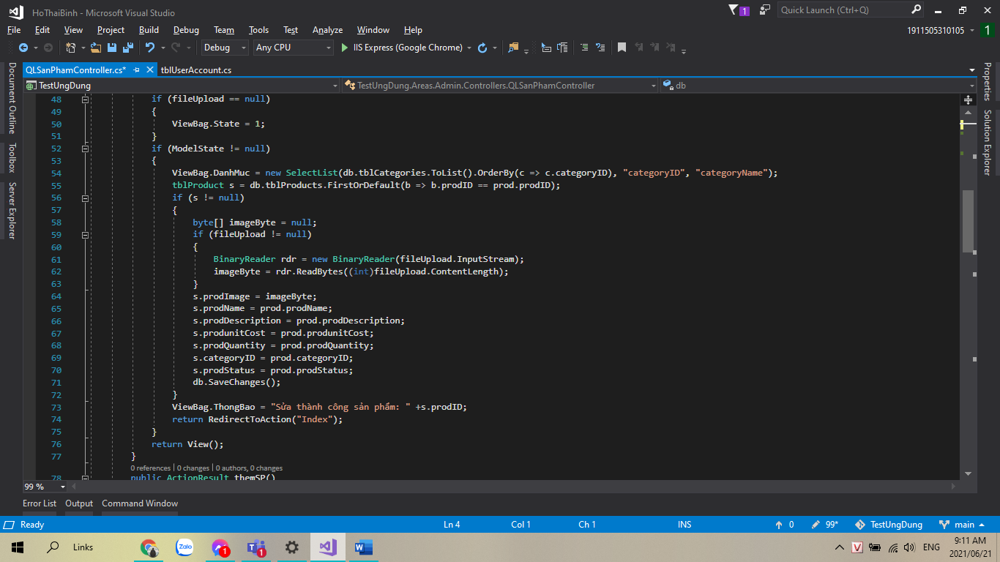 HoThaiBinh - Microsoft Visual Studio
1
Quick Launch (Ctrl+Q)
File Edit View Project Build Debug Team Tools Test Analyze Window Help
1911505310105
1
Debug
Any CPU
IIS Express (Google Chrome)
QLSanPhamController.cs*
tblUserAccount.cs
TestUngDung
TestUngDung.Areas.Admin.Controllers.QLSanPhamController
db
Document Outline
Toolbox
Server Explorer
Properties
Solution Explorer
48 if (fileUpload == null)
49 {
50 ViewBag.State = 1;
51 }
52 if (ModelState != null)
53 {
54 ViewBag.DanhMuc = new SelectList(db.tblCategories.ToList().OrderBy(c => c.categoryID), "categoryID", "categoryName");
55 tblProduct s = db.tblProducts.FirstOrDefault(b => b.prodID == prod.prodID);
56 if (s != null)
57 {
58 byte[] imageByte = null;
59 if (fileUpload != null)
60 {
61 BinaryReader rdr = new BinaryReader(fileUpload.InputStream);
62 imageByte = rdr.ReadBytes((int)fileUpload.ContentLength);
63 }
64 s.prodImage = imageByte;
65 s.prodName = prod.prodName;
66 s.prodDescription = prod.prodDescription;
67 s.produnitCost = prod.produnitCost;
68 s.prodQuantity = prod.prodQuantity;
69 s.categoryID = prod.categoryID;
70 s.prodStatus = prod.prodStatus;
71 db.SaveChanges();
72 }
73 ViewBag.ThongBao = "Sửa thành công sản phẩm: " +s.prodID;
74 return RedirectToAction("Index");
75 }
76 return View();
77 }
0 references | 0 changes | 0 authors, 0 changes
78 public ActionResult themSP()
99 %
Error List Output Command Window
Ready
Ln 4
Col 1
Ch 1
INS
0
99*
TestUngDung
main
Links
Zalo
1
1
V
ENG
9:11 AM
2021/06/21